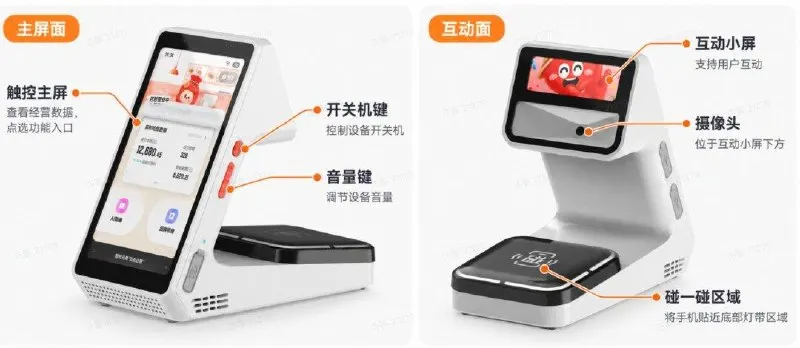 主屏面
触控主屏
查看经营数据,
点选功能入口
12,880.45
开关机键
控制设备开关机
音量键
调节设备音量
互动面
互动小屏
支持用户互动
摄像头
位于互动小屏下方
碰一碰区域
将手机贴近底部灯带区域